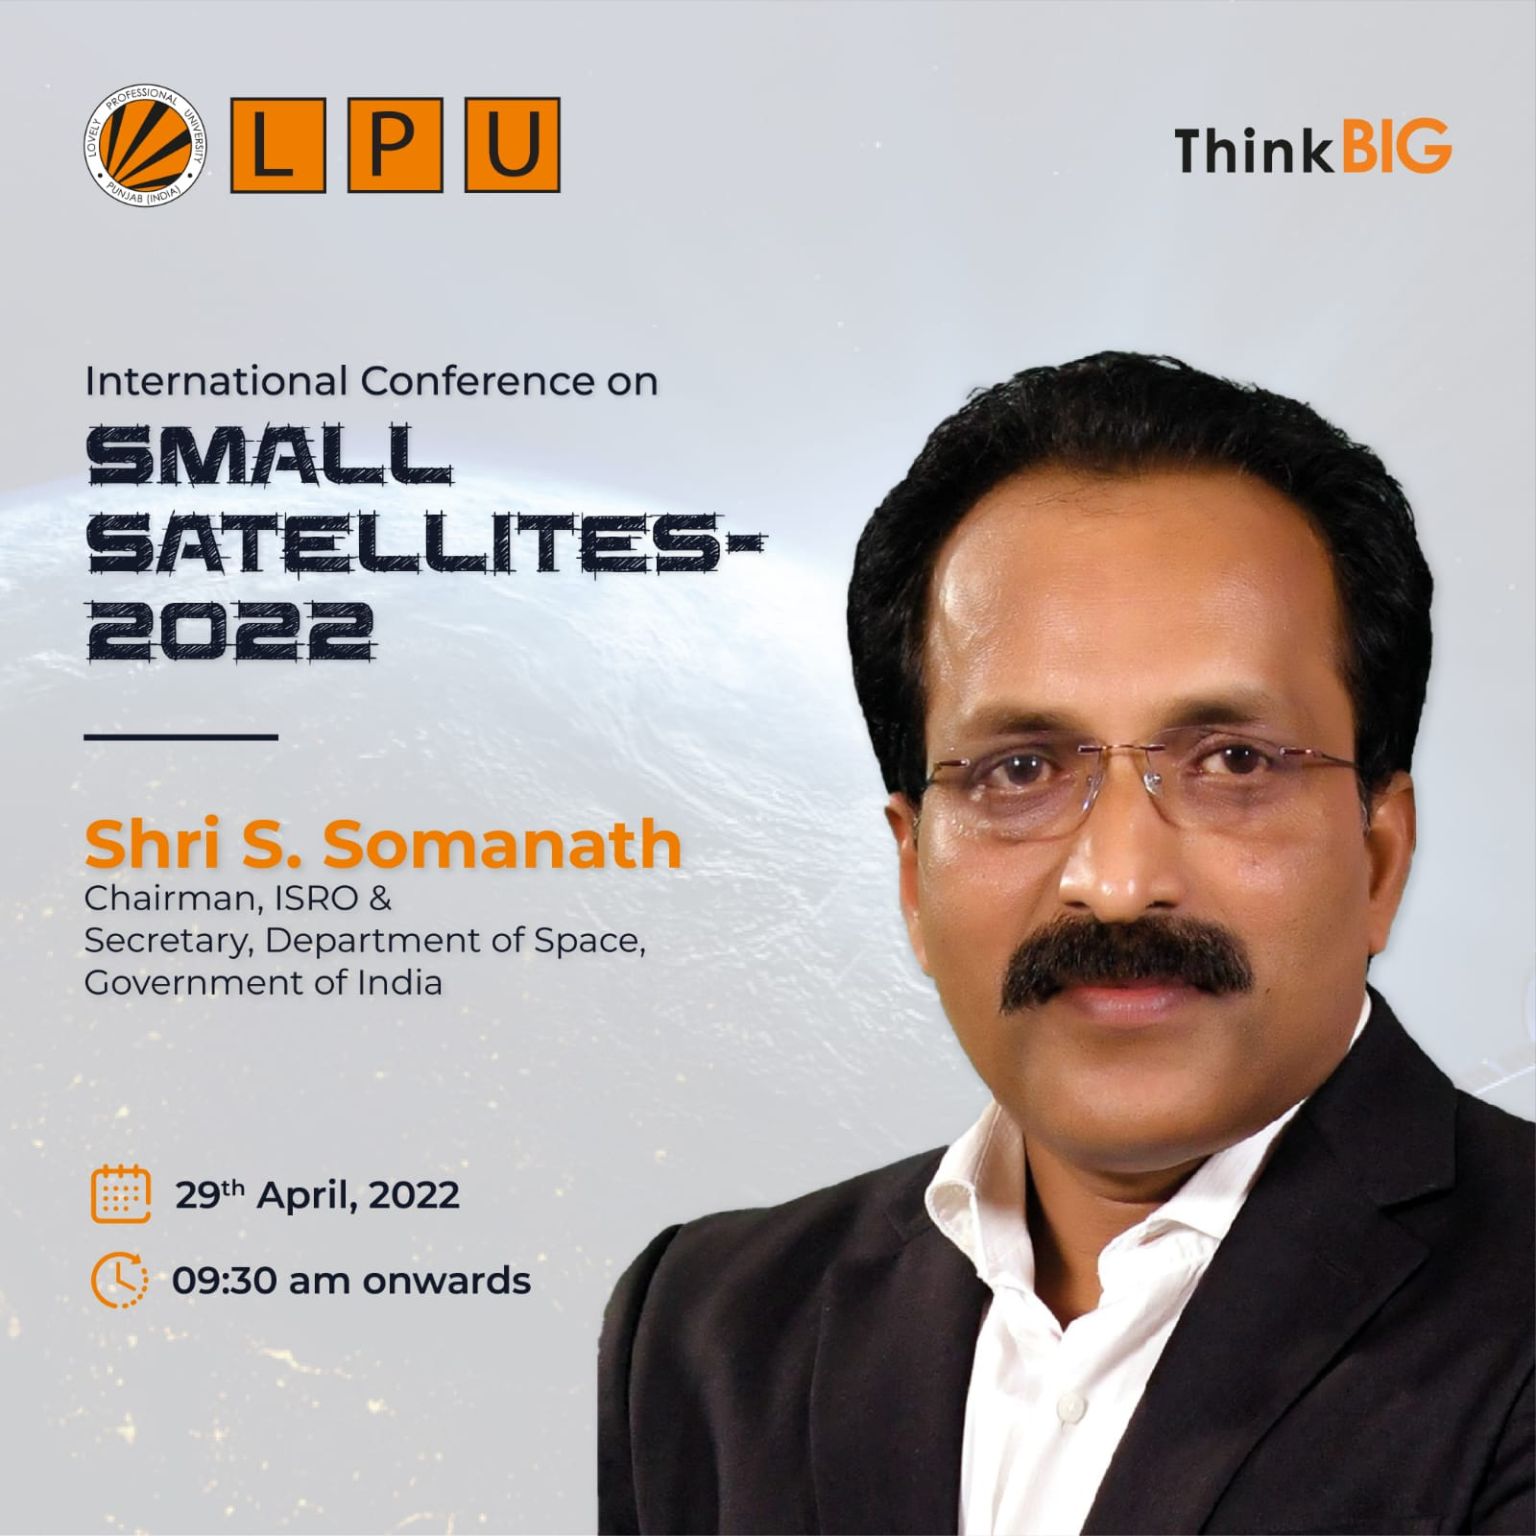 LOVELY PROFESSIONAL UNIVERSITY
PUNJAB (INDIA)
L P U
ThinkBIG
International Conference on
SMALL
SATELLITES-
2022
Shri S. Somanath
Chairman, ISRO &
Secretary, Department of Space,
Government of India
29th April, 2022
09:30 am onwards